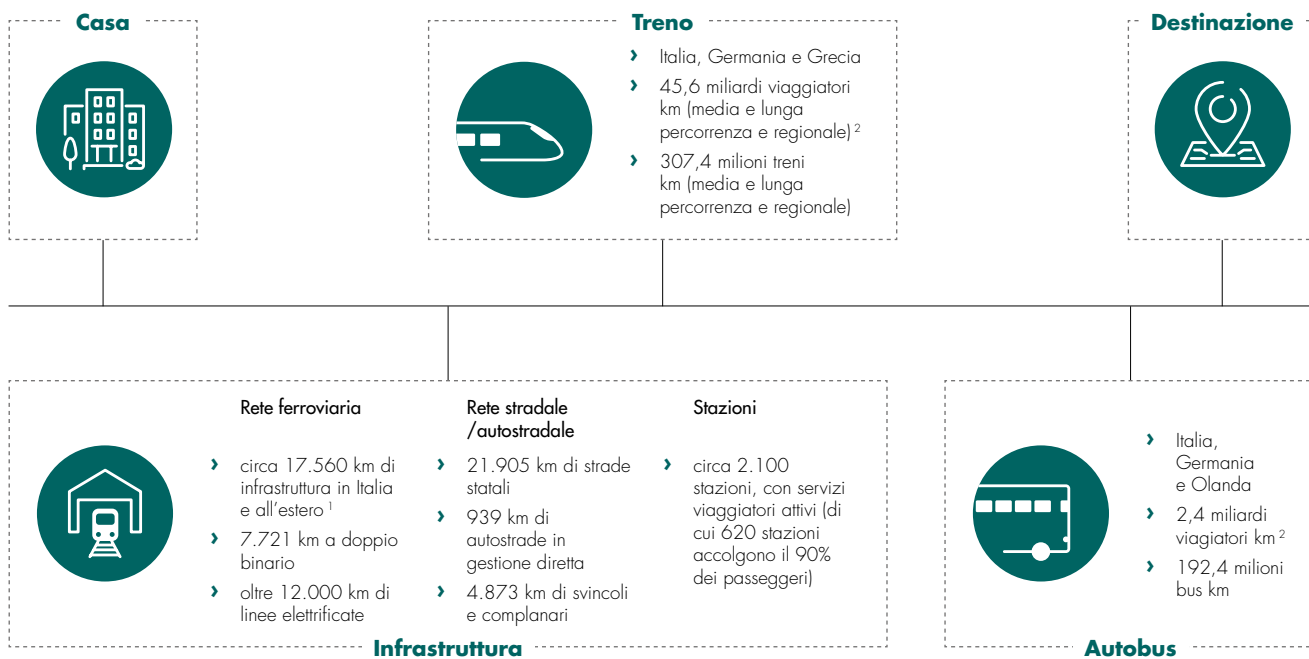 Casa
Treno
› Italia, Germania e Grecia
› 45,6 miliardi viaggiatori
km (media e lunga
percorrenza e regionale) 2
› 307,4 milioni treni
km (media e lunga
percorrenza e regionale)
Destinazione
Rete ferroviaria
› circa 17.560 km di
infrastruttura in Italia
e all'estero 1
› 7.721 km a doppio
binario
› oltre 12.000 km di
linee elettrificate
Rete stradale
/autostradale
› 21.905 km di strade
statali
› 939 km di
autostrade in
gestione diretta
› 4.873 km di svincoli
e complanari
Stazioni
› circa 2.100
stazioni, con servizi
viaggiatori attivi (di
cui 620 stazioni
accolgono il 90%
dei passeggeri)
Infrastruttura
› Italia,
Germania
e Olanda
› 2,4 miliardi
viagiatori km 2
› 192,4 milioni
bus km
Autobus